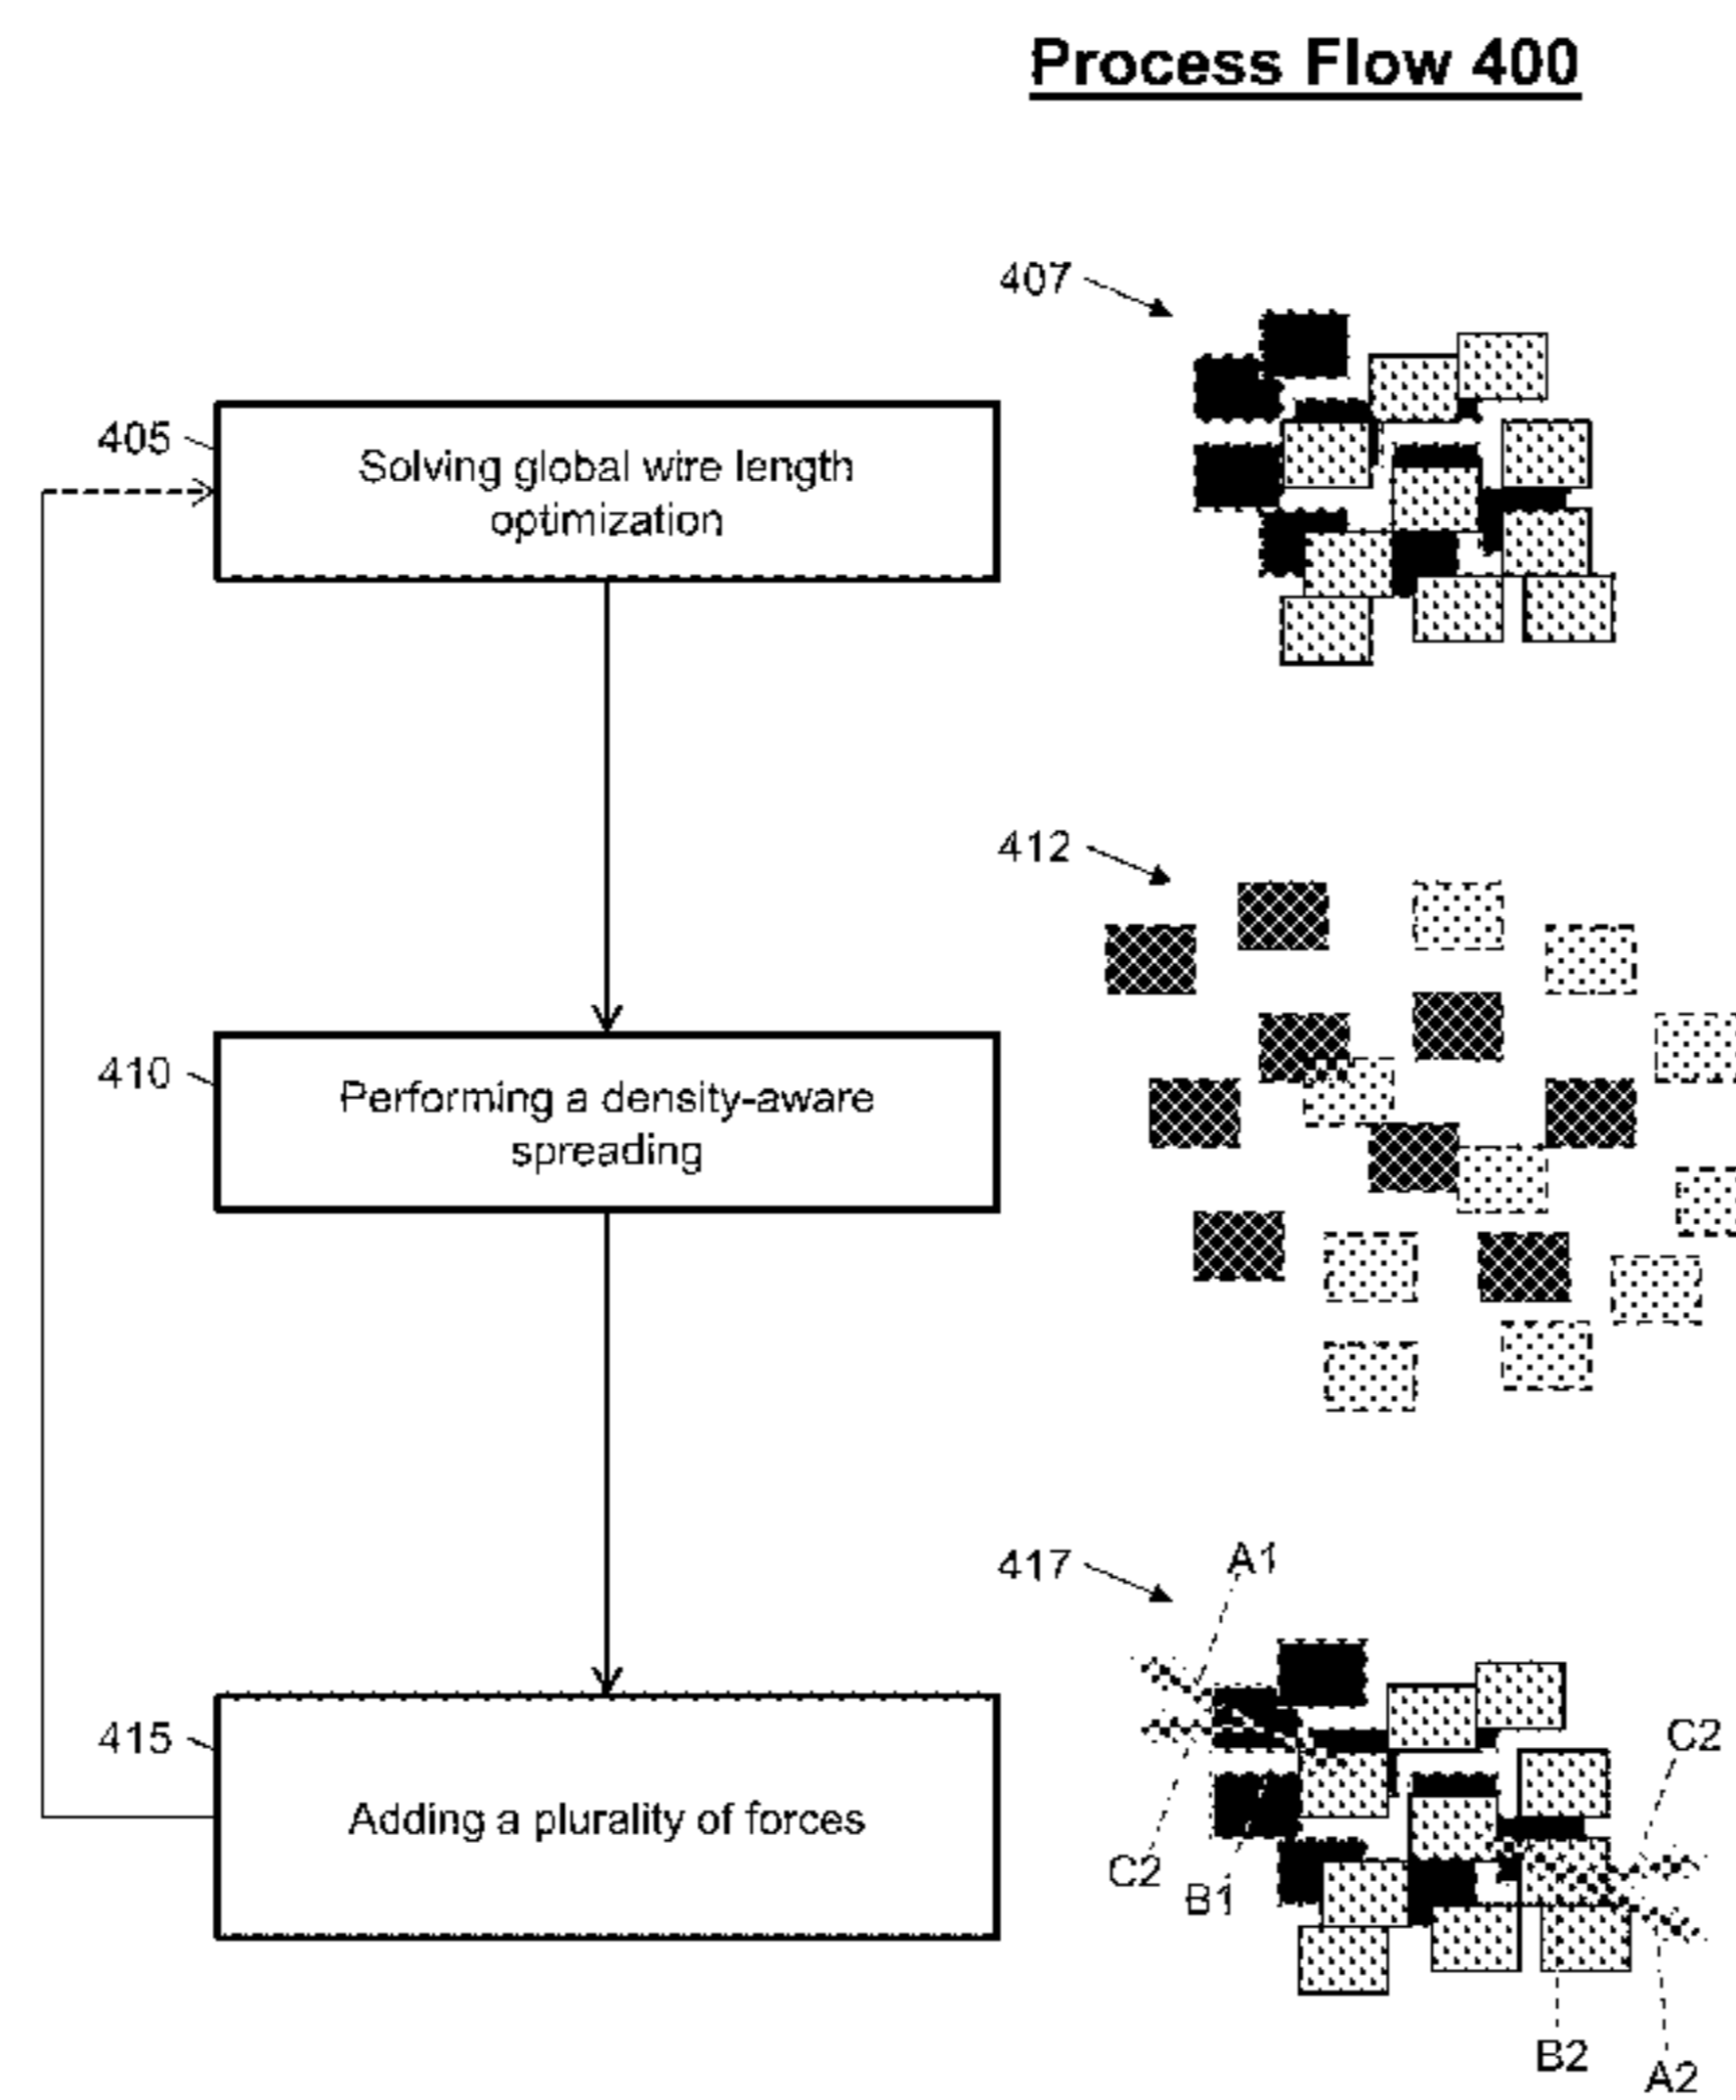 Process Flow 400
407
405
Solving global wire length
optimization
412
410
Performing a density-aware
spreading
417
A1
415
Adding a plurality of forces
C2
C2
B1
B2
A2